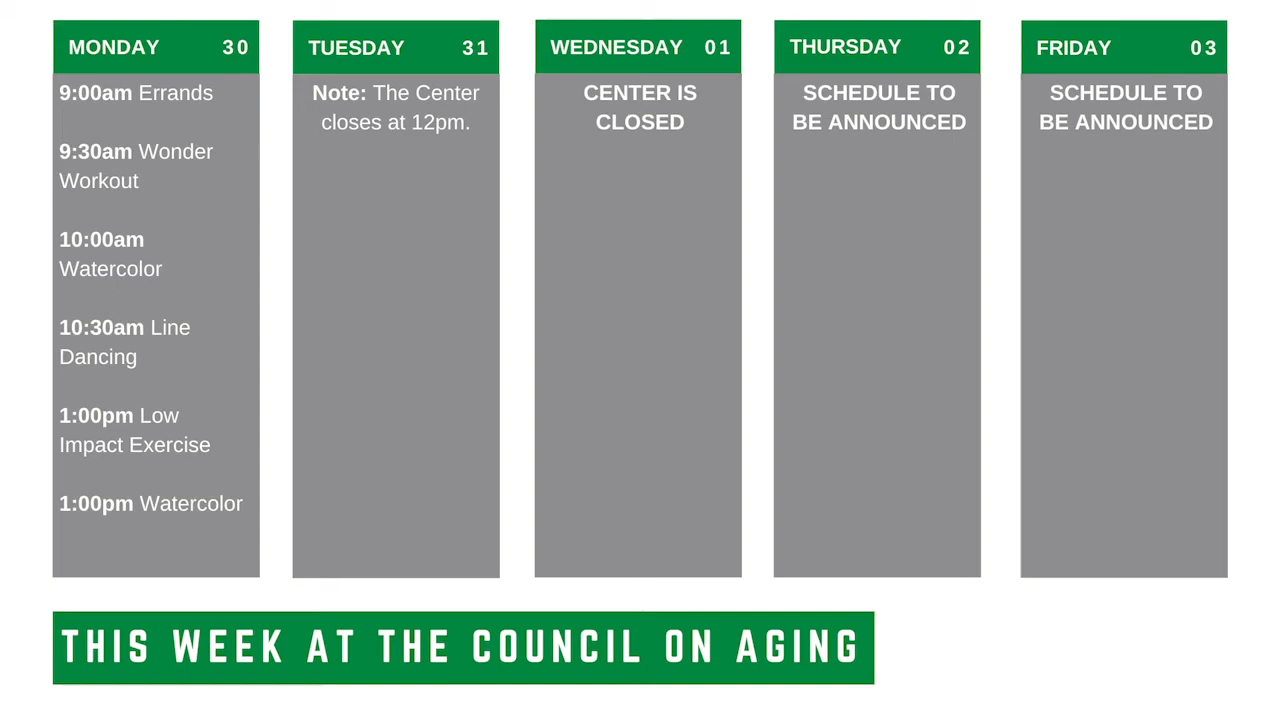 MONDAY 30
9:00am Errands
9:30am Wonder
Workout
10:00am
Watercolor
10:30am Line
Dancing
1:00pm Low
Impact Exercise
1:00pm Watercolor
TUESDAY 31
Note: The Center
closes at 12pm.
WEDNESDAY 01
CENTER IS
CLOSED
THURSDAY 02
SCHEDULE TO
BE ANNOUNCED
FRIDAY 03
SCHEDULE TO
BE ANNOUNCED
THIS WEEK AT THE COUNCIL ON AGING